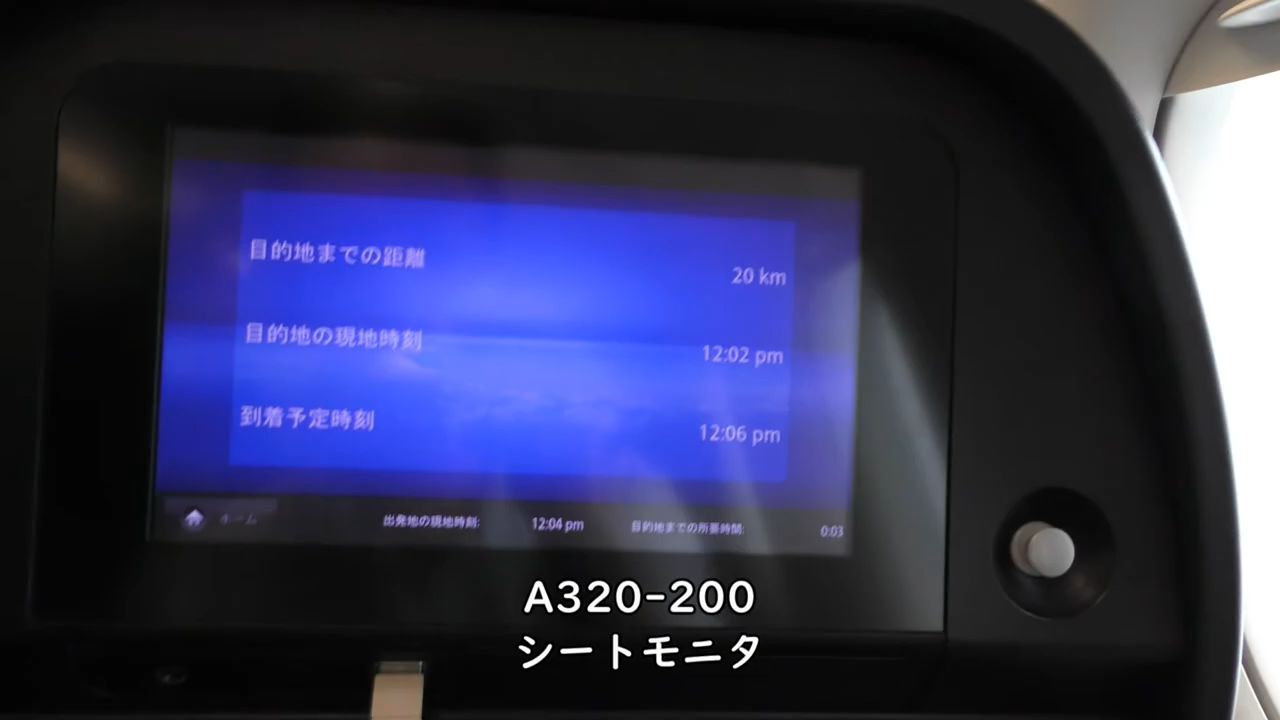 目的地までの距離
20 km
目的地の現地時刻
12:02 pm
到着予定時刻
12:06 pm
ホーム 出発地の現地時刻: 12:04 pm 目的地までの所要時間: 0:03
A320-200
シートモニタ